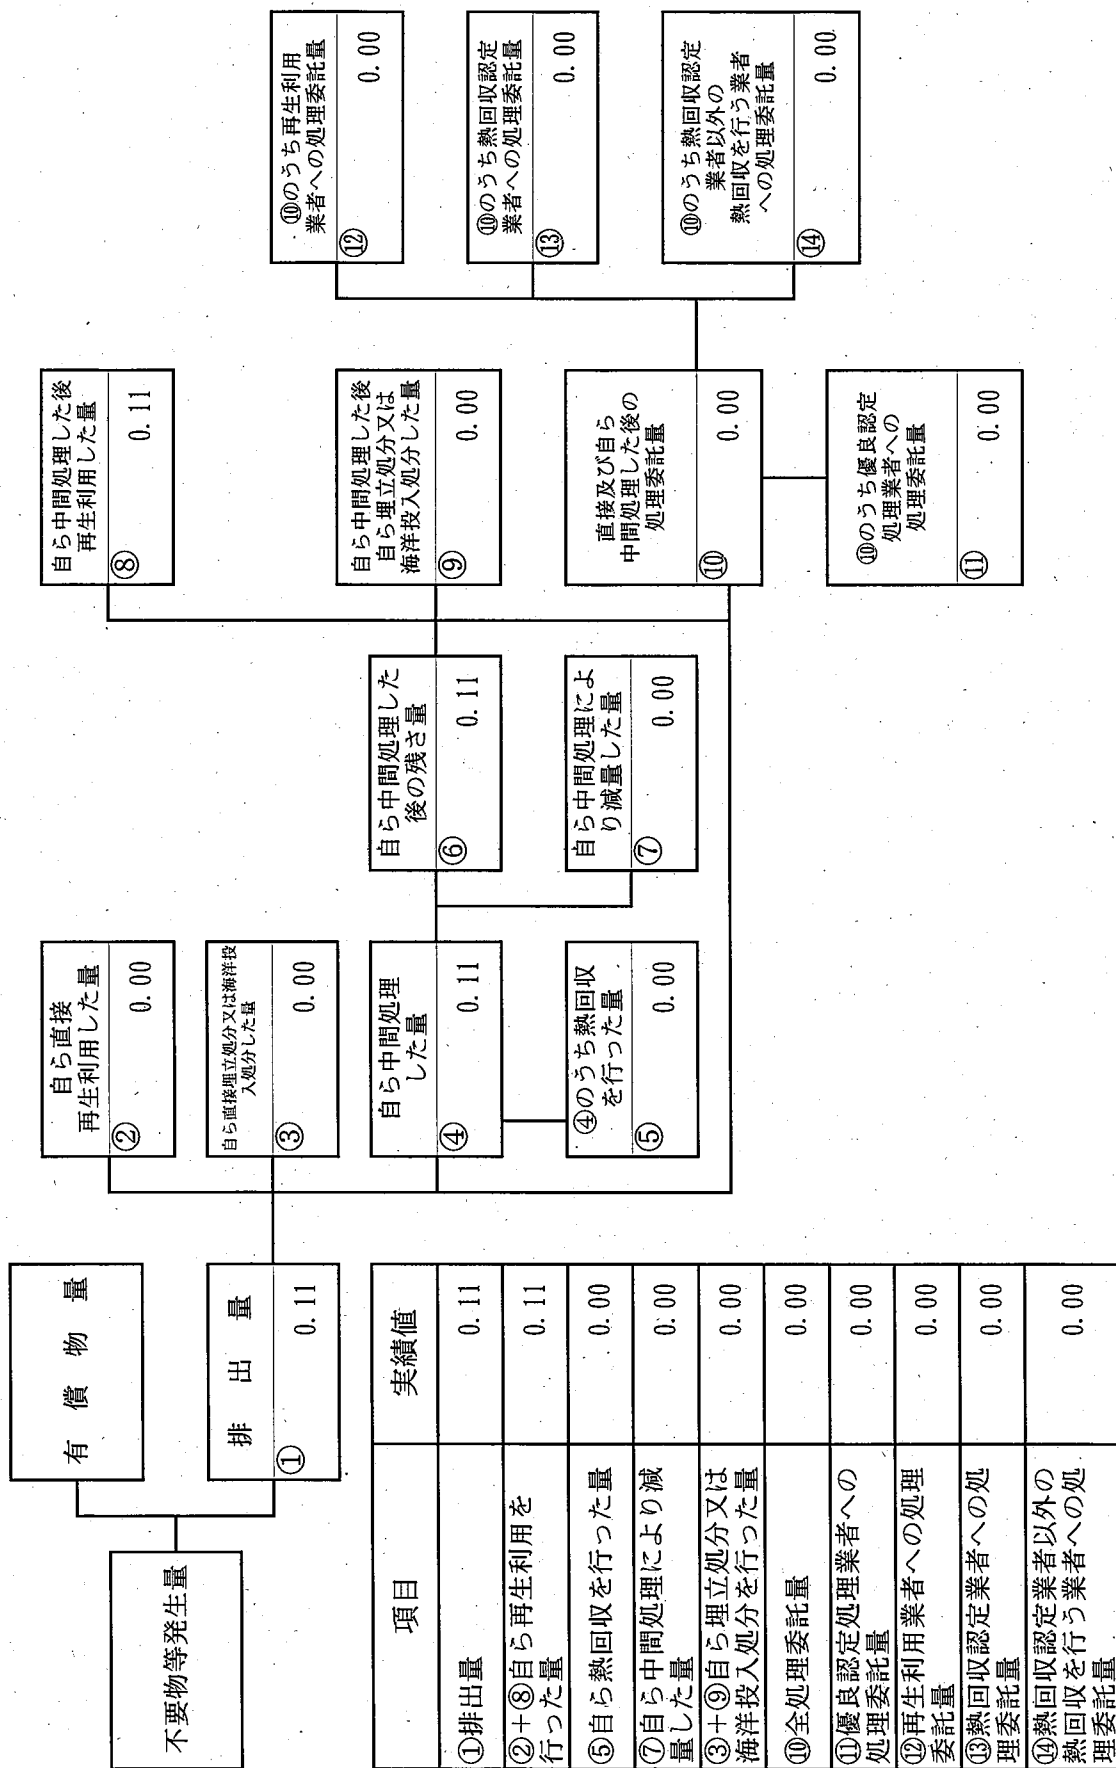 不要物等発生量
有償物量
排出量
①
0.11
自ら直接
再生利用した量
②
0.00
自ら直接埋立処分又は海洋投
入処分した量
③
0.00
自ら中間処理
した量
④
0.11
④のうち熱回収
を行った量
⑤
0.00
自ら中間処理した
後の残さ量
⑥
0.11
自ら中間処理によ
り減量した量
⑦
0.00
自ら中間処理した後
再生利用した量
⑧
0.11
自ら中間処理した後
自ら埋立処分又は
海洋投入処分した量
⑨
0.00
直接及び自ら
中間処理した後の
処理委託量
⑩
0.00
⑩のうち優良認定
処理業者への
処理委託量
⑪
0.00
⑩のうち再生利用
業者への処理委託量
⑫
0.00
⑩のうち熱回収認定
業者への処理委託量
⑬
0.00
⑩のうち熱回収認定
業者以外の
熱回収を行う業者
への処理委託量
⑭
0.00
項目 実績値
①排出量 0.11
②+⑧自ら再生利用を
行った量 0.11
⑤自ら熱回収を行った量 0.00
⑦自ら中間処理により減
量した量 0.00
③+⑨自ら埋立処分又は
海洋投入処分を行った量 0.00
⑩全処理委託量 0.00
⑪優良認定処理業者への
処理委託量 0.00
⑫再生利用業者への処理
委託量 0.00
⑬熱回収認定業者への処
理委託量 0.00
⑭熱回収認定業者以外の
熱回収を行う業者への処
理委託量 0.00